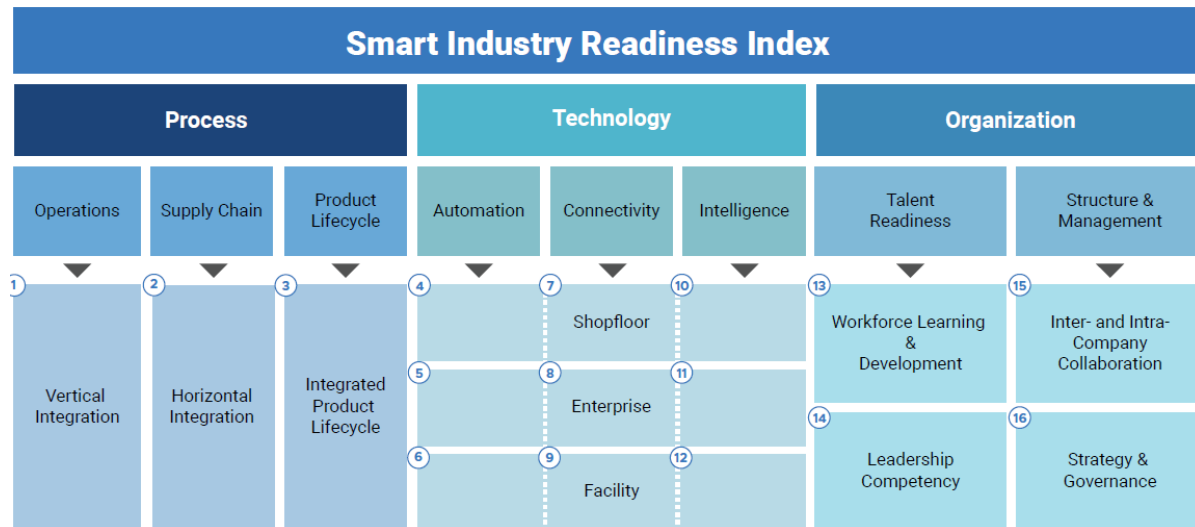 Smart Industry Readiness Index
Process
Technology
Organization
Operations
Supply Chain
Product
Lifecycle
Automation
Connectivity
Intelligence
Talent
Readiness
Structure &
Management
1
2
3
4
7
10
13
15
Vertical
Integration
Horizontal
Integration
Integrated
Product
Lifecycle
Shopfloor
5
8
11
Enterprise
6
9
12
Facility
Workforce Learning
&
Development
Inter- and Intra-
Company
Collaboration
14
16
Leadership
Competency
Strategy &
Governance